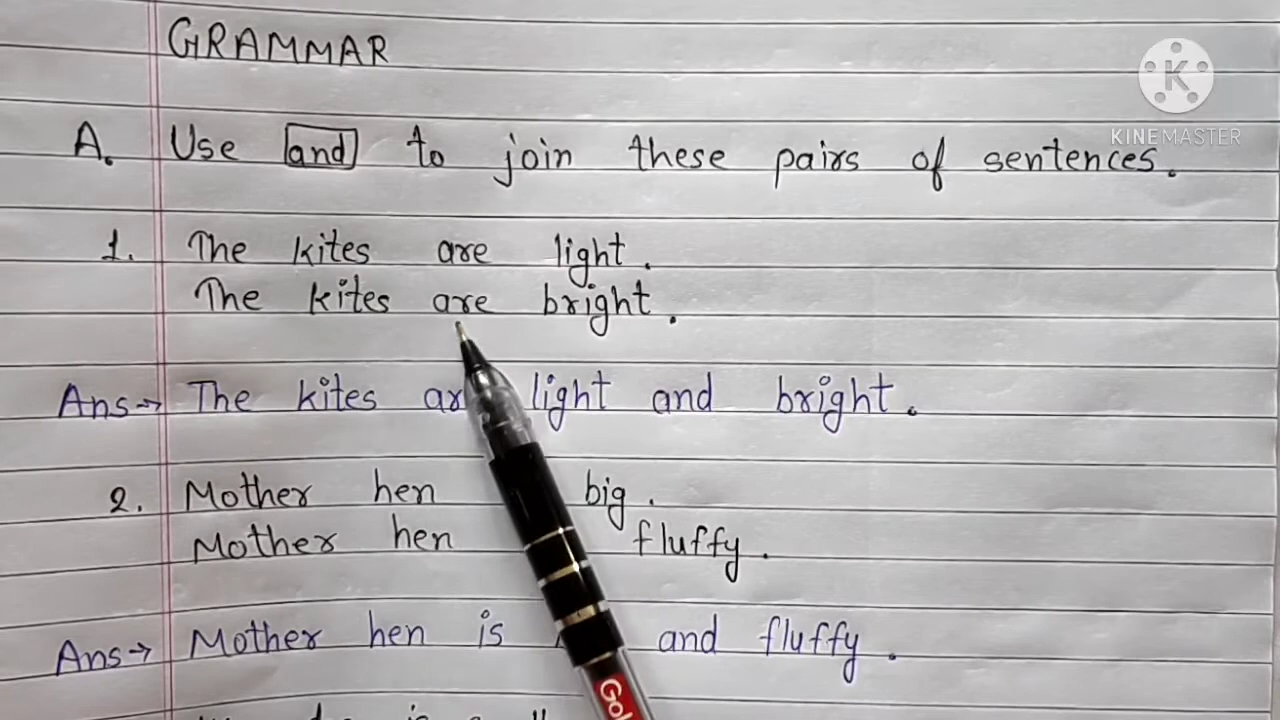 GRAMMAR
K
KINEMASTER
A. Use and to join these pairs of sentences.
1. The kites are light.
The kites are bright.
Ans→ The kites light and bright.
2. Mother hen big.
Mother hen fluffy.
Ans→ Mother hen is and fluffy.